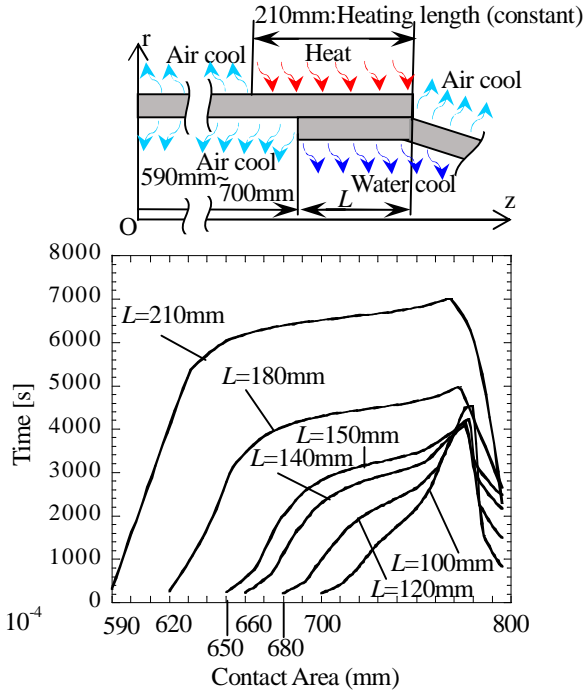 210mm:Heating length (constant)
r
Air cool
Heat
Air cool
Air cool
590mm~
700mm
L
Water cool
O
z
8000
7000
6000
5000
4000
3000
2000
1000
0
Time [s]
L=210mm
L=180mm
L=150mm
L=140mm
L=100mm
L=120mm
10-4
590
620
650
660
680
700
800
Contact Area (mm)